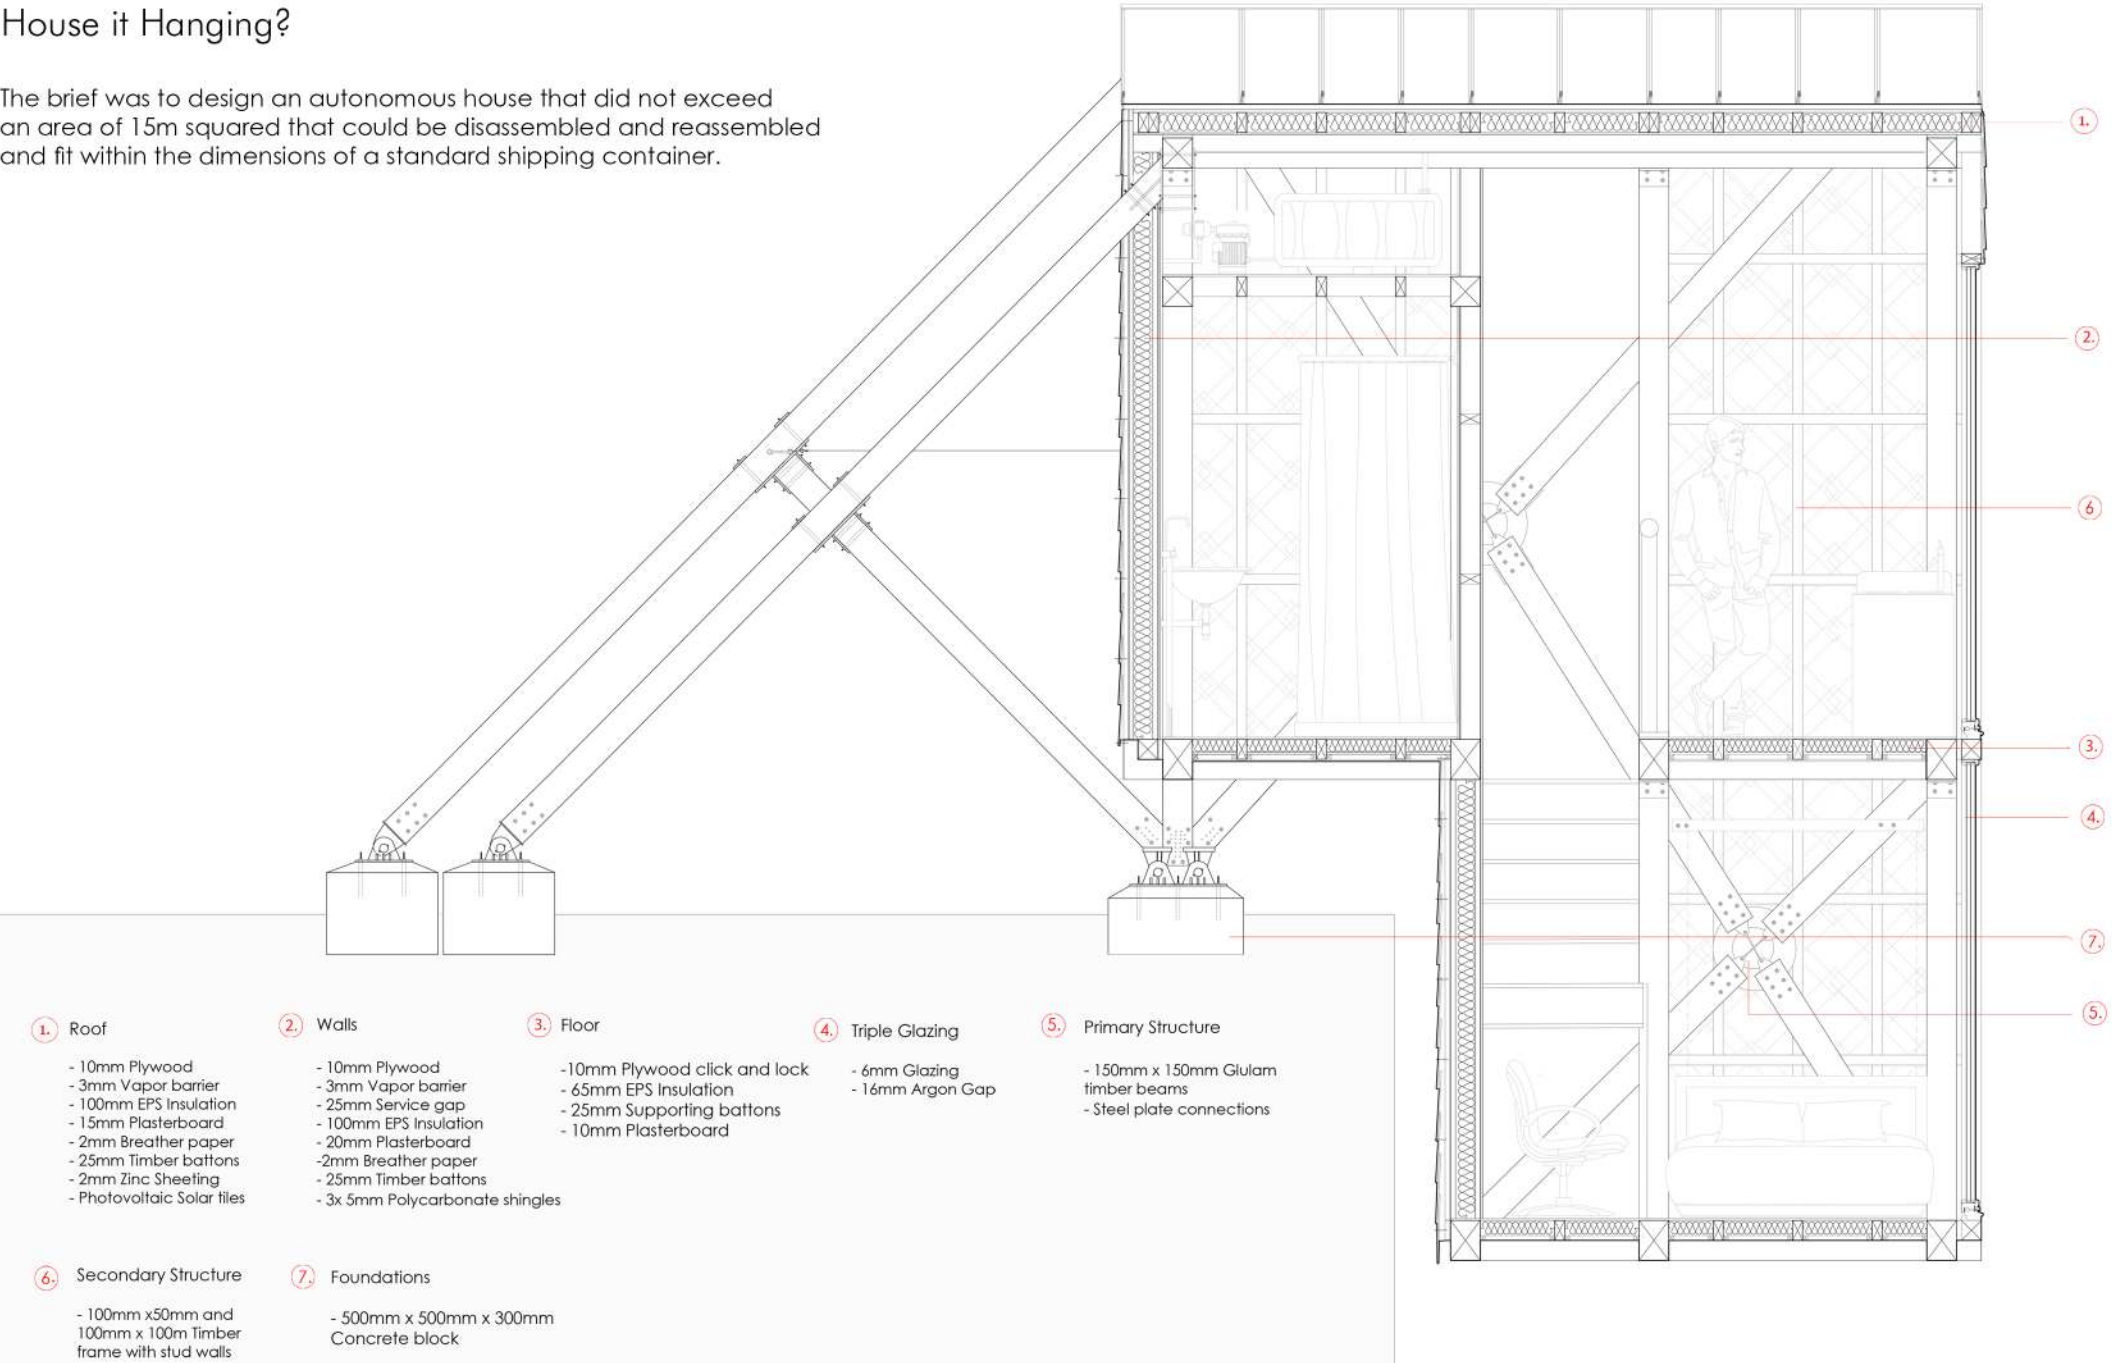 House it Hanging?
The brief was to design an autonomous house that did not exceed
an area of 15m squared that could be disassembled and reassembled
and fit within the dimensions of a standard shipping container.
1.
2.
6
3.
4.
7.
5.
1. Roof
- 10mm Plywood
- 3mm Vapor barrier
- 100mm EPS Insulation
- 15mm Plasterboard
- 2mm Breather paper
- 25mm Timber battons
- 2mm Zinc Sheeting
- Photovoltaic Solar tiles
2. Walls
- 10mm Plywood
- 3mm Vapor barrier
- 25mm Service gap
- 100mm EPS Insulation
- 20mm Plasterboard
-2mm Breather paper
- 25mm Timber battons
- 3x 5mm Polycarbonate shingles
3. Floor
-10mm Plywood click and lock
- 65mm EPS Insulation
- 25mm Supporting battons
- 10mm Plasterboard
4. Triple Glazing
- 6mm Glazing
- 16mm Argon Gap
5. Primary Structure
- 150mm x 150mm Glulam
timber beams
- Steel plate connections
6. Secondary Structure
- 100mm x50mm and
100mm x 100m Timber
frame with stud walls
7. Foundations
- 500mm x 500mm x 300mm
Concrete block